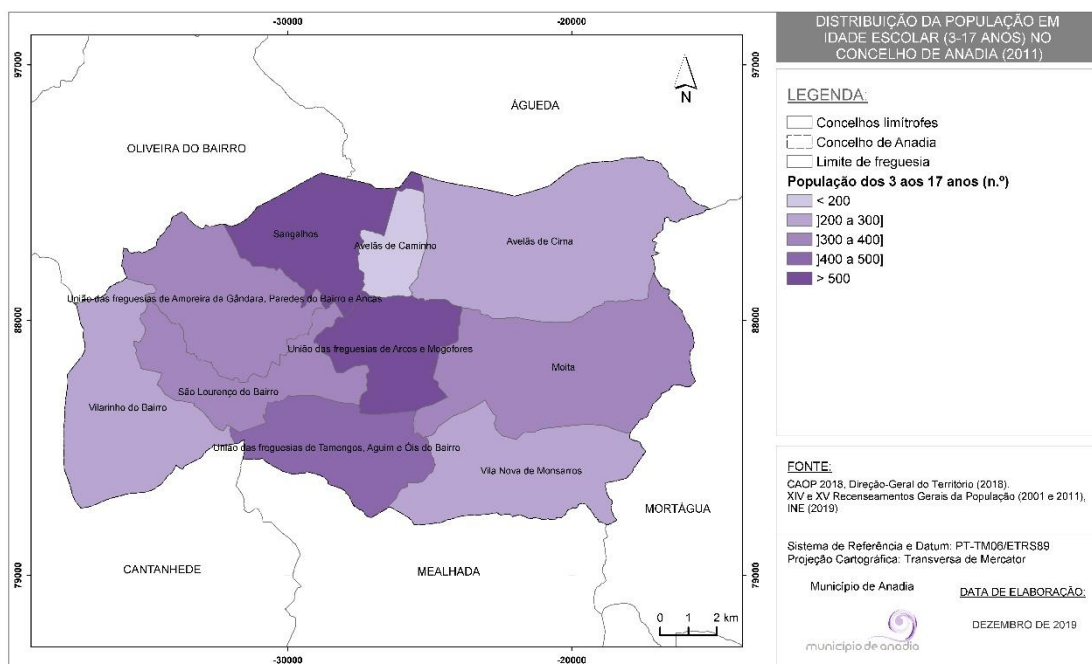 -30000
-20000
97000
97000
ÁGUEDA
N
OLIVEIRA DO BAIRRO
Sangalhos
Avelãs de Caminho
Avelãs de Cima
União das freguesias de Amoreira da Gândara, Paredes do Bairro e Ancas
88000
88000
União das freguesias de Arcos e Mogofores
Moita
São Lourenço do Bairro
Vilarinho do Bairro
União das freguesias de Tamengos, Aguim e Óis do Bairro
Vila Nova de Monsarros
MORTÁGUA
CANTANHEDE
MEALHADA
79000
79000
0 1 2 km
-30000
-20000
DISTRIBUIÇÃO DA POPULAÇÃO EM
IDADE ESCOLAR (3-17 ANOS) NO
CONCELHO DE ANADIA (2011)
LEGENDA:
Concelhos limítrofes
Concelho de Anadia
Limite de freguesia
População dos 3 aos 17 anos (n.º)
< 200
]200 a 300]
]300 a 400]
]400 a 500]
> 500
FONTE:
CAOP 2018, Direção-Geral do Território (2018).
XIV e XV Recenseamentos Gerais da População (2001 e 2011),
INE (2019)
Sistema de Referência e Datum: PT-TM06/ETRS89
Projeção Cartográfica: Transversa de Mercator
Município de Anadia
DATA DE ELABORAÇÃO:
DEZEMBRO DE 2019
município de anadia